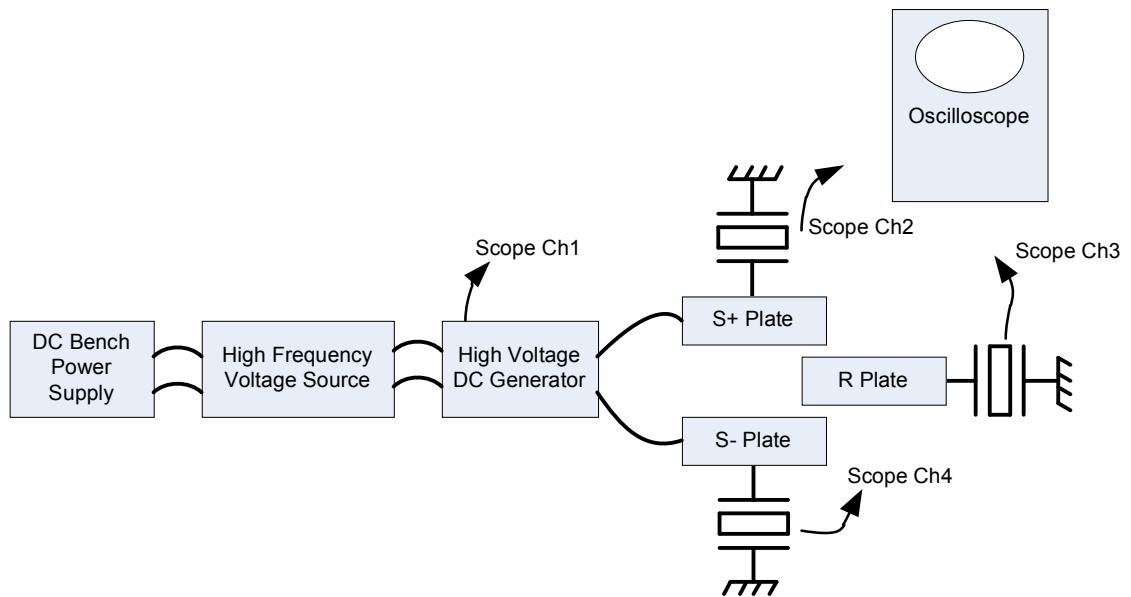 Oscilloscope
Scope Ch2
Scope Ch1
Scope Ch3
S+ Plate
DC Bench
Power
Supply
High Frequency
Voltage Source
High Voltage
DC Generator
R Plate
S- Plate
Scope Ch4